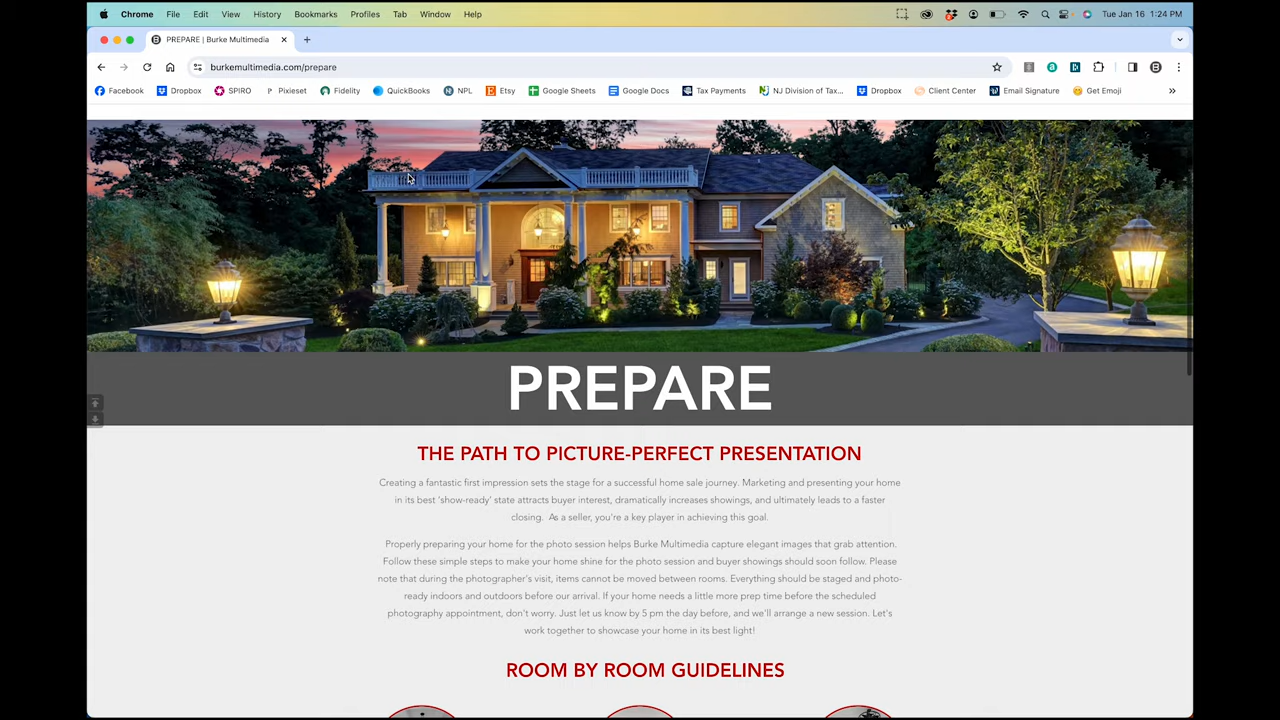 Chrome File Edit View History Bookmarks Profiles Tab Window Help Tue Jan 16 1:24 PM
PREPARE | Burke Multimedia
burkemultimedia.com/prepare
Facebook Dropbox SPIRO Pixieset Fidelity QuickBooks NPL Etsy Google Sheets Google Docs Tax Payments NJ Division of Tax... Dropbox Client Center Email Signature Get Emoji
PREPARE
THE PATH TO PICTURE-PERFECT PRESENTATION
Creating a fantastic first impression sets the stage for a successful home sale journey. Marketing and presenting your home
in its best 'show-ready' state attracts buyer interest, dramatically increases showings, and ultimately leads to a faster
closing. As a seller, you're a key player in achieving this goal.
Properly preparing your home for the photo session helps Burke Multimedia capture elegant images that grab attention.
Follow these simple steps to make your home shine for the photo session and buyer showings should soon follow. Please
note that during the photographer's visit, items cannot be moved between rooms. Everything should be staged and photo-
ready indoors and outdoors before our arrival. If your home needs a little more prep time before the scheduled
photography appointment, don't worry. Just let us know by 5 pm the day before, and we'll arrange a new session. Let's
work together to showcase your home in its best light!
ROOM BY ROOM GUIDELINES